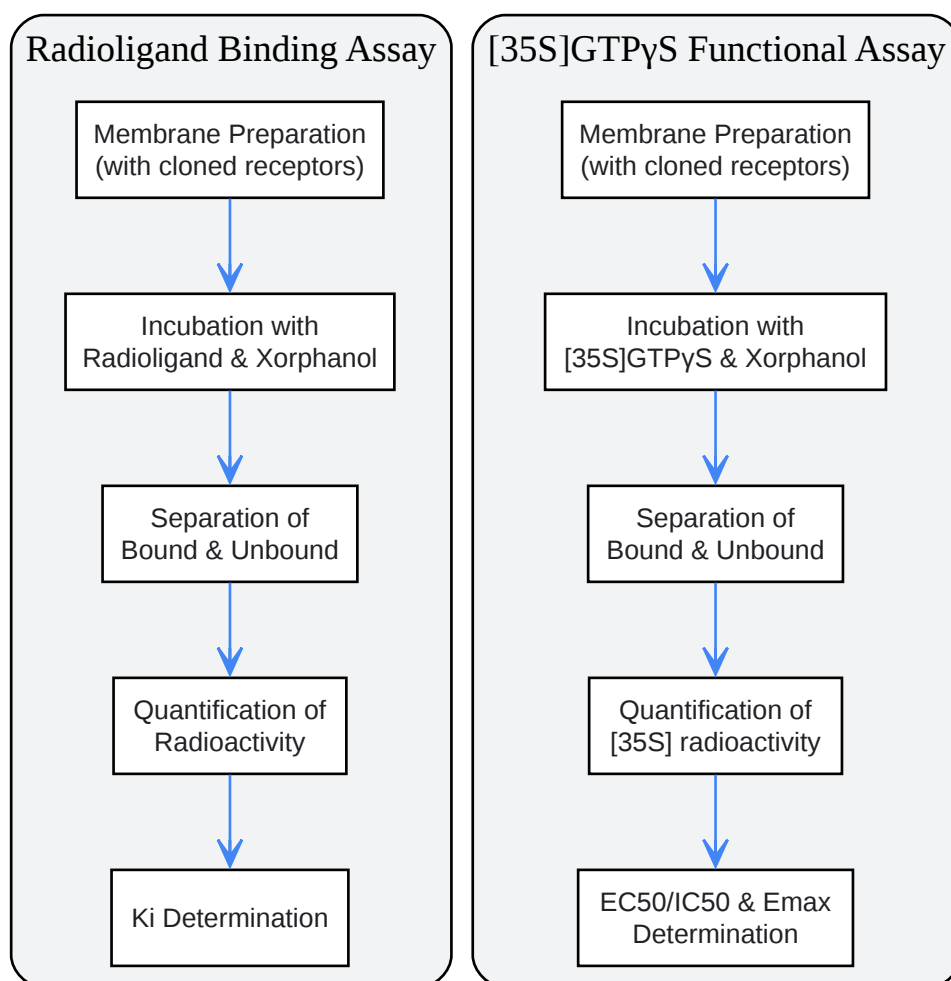 Radioligand Binding Assay
Membrane Preparation
(with cloned receptors)
Incubation with
Radioligand & Xorphanol
Separation of
Bound & Unbound
Quantification of
Radioactivity
Ki Determination
[35S]GTPγS Functional Assay
Membrane Preparation
(with cloned receptors)
Incubation with
[35S]GTPγS & Xorphanol
Separation of
Bound & Unbound
Quantification of
[35S] radioactivity
EC50/IC50 & Emax
Determination